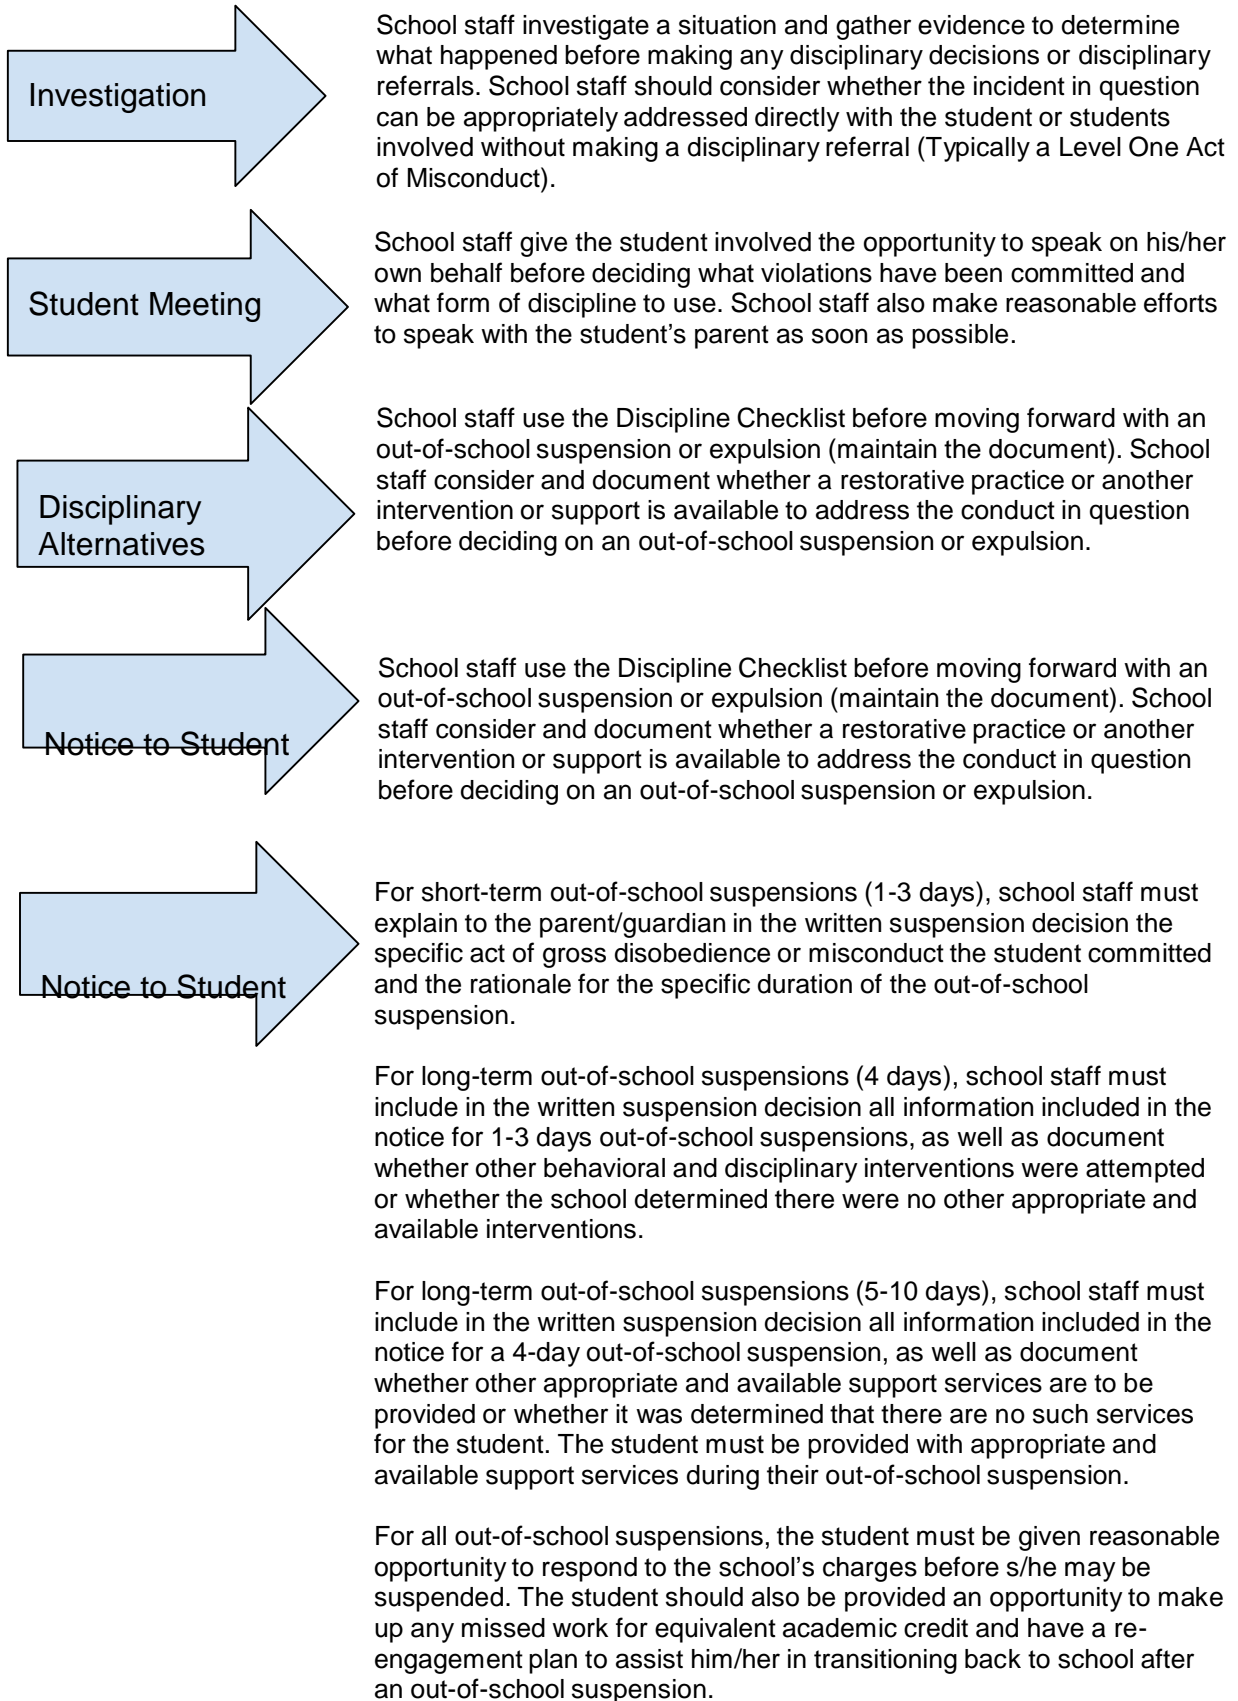 Investigation
School staff investigate a situation and gather evidence to determine
what happened before making any disciplinary decisions or disciplinary
referrals. School staff should consider whether the incident in question
can be appropriately addressed directly with the student or students
involved without making a disciplinary referral (Typically a Level One Act
of Misconduct).
Student Meeting
School staff give the student involved the opportunity to speak on his/her
own behalf before deciding what violations have been committed and
what form of discipline to use. School staff also make reasonable efforts
to speak with the student's parent as soon as possible.
Disciplinary
Alternatives
School staff use the Discipline Checklist before moving forward with an
out-of-school suspension or expulsion (maintain the document). School
staff consider and document whether a restorative practice or another
intervention or support is available to address the conduct in question
before deciding on an out-of-school suspension or expulsion.
Notice to Student
School staff use the Discipline Checklist before moving forward with an
out-of-school suspension or expulsion (maintain the document). School
staff consider and document whether a restorative practice or another
intervention or support is available to address the conduct in question
before deciding on an out-of-school suspension or expulsion.
Notice to Student
For short-term out-of-school suspensions (1-3 days), school staff must
explain to the parent/guardian in the written suspension decision the
specific act of gross disobedience or misconduct the student committed
and the rationale for the specific duration of the out-of-school
suspension.
For long-term out-of-school suspensions (4 days), school staff must
include in the written suspension decision all information included in the
notice for 1-3 days out-of-school suspensions, as well as document
whether other behavioral and disciplinary interventions were attempted
or whether the school determined there were no other appropriate and
available interventions.
For long-term out-of-school suspensions (5-10 days), school staff must
include in the written suspension decision all information included in the
notice for a 4-day out-of-school suspension, as well as document
whether other appropriate and available support services are to be
provided or whether it was determined that there are no such services
for the student. The student must be provided with appropriate and
available support services during their out-of-school suspension.
For all out-of-school suspensions, the student must be given reasonable
opportunity to respond to the school's charges before s/he may be
suspended. The student should also be provided an opportunity to make
up any missed work for equivalent academic credit and have a re-
engagement plan to assist him/her in transitioning back to school after
an out-of-school suspension.